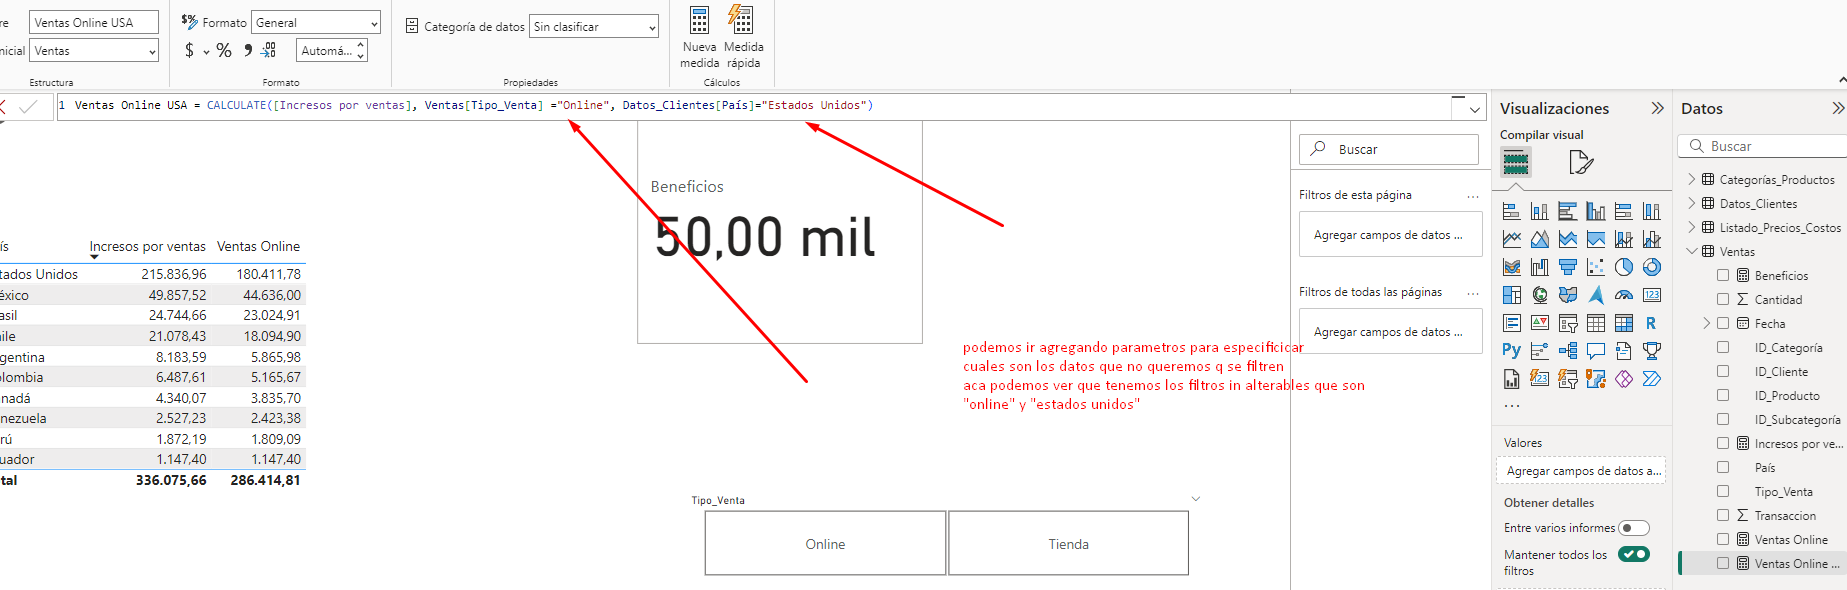 re
Ventas Online USA
Formato
General
Categoría de datos
Sin clasificar
nicial
Ventas
$
%
Automá...
Nueva medida
Medida rápida
Estructura
Formato
Propiedades
Cálculos
1 Ventas Online USA = CALCULATE([Incresos por ventas], Ventas[Tipo_Venta] ="Online", Datos_Clientes[País]="Estados Unidos")
Beneficios
50,00 mil
ís Incresos por ventas Ventas Online
tados Unidos 215.836,96 180.411,78
éxico 49.857,52 44.636,00
asil 24.744,66 23.024,91
ile 21.078,43 18.094,90
gentina 8.183,59 5.865,98
olombia 6.487,61 5.165,67
nadá 4.340,07 3.835,70
nezuela 2.527,23 2.423,38
rú 1.872,19 1.809,09
uador 1.147,40 1.147,40
tal 336.075,66 286.414,81
podemos ir agregando parametros para especificicar
cuales son los datos que no queremos q se filtren
aca podemos ver que tenemos los filtros in alterables que son
"online" y "estados unidos"
Tipo_Venta
Online
Tienda
Buscar
Filtros de esta página ...
Agregar campos de datos ...
Filtros de todas las páginas ...
Agregar campos de datos ...
Visualizaciones
Compilar visual
123
R
Py
123
...
Valores
Agregar campos de datos a...
Obtener detalles
Entre varios informes
Mantener todos los
filtros
Datos
Buscar
Categorías_Productos
Datos_Clientes
Listado_Precios_Costos
Ventas
Beneficios
Cantidad
Fecha
ID_Categoría
ID_Cliente
ID_Producto
ID_Subcategoría
Incresos por ve...
País
Tipo_Venta
Transaccion
Ventas Online
Ventas Online ...